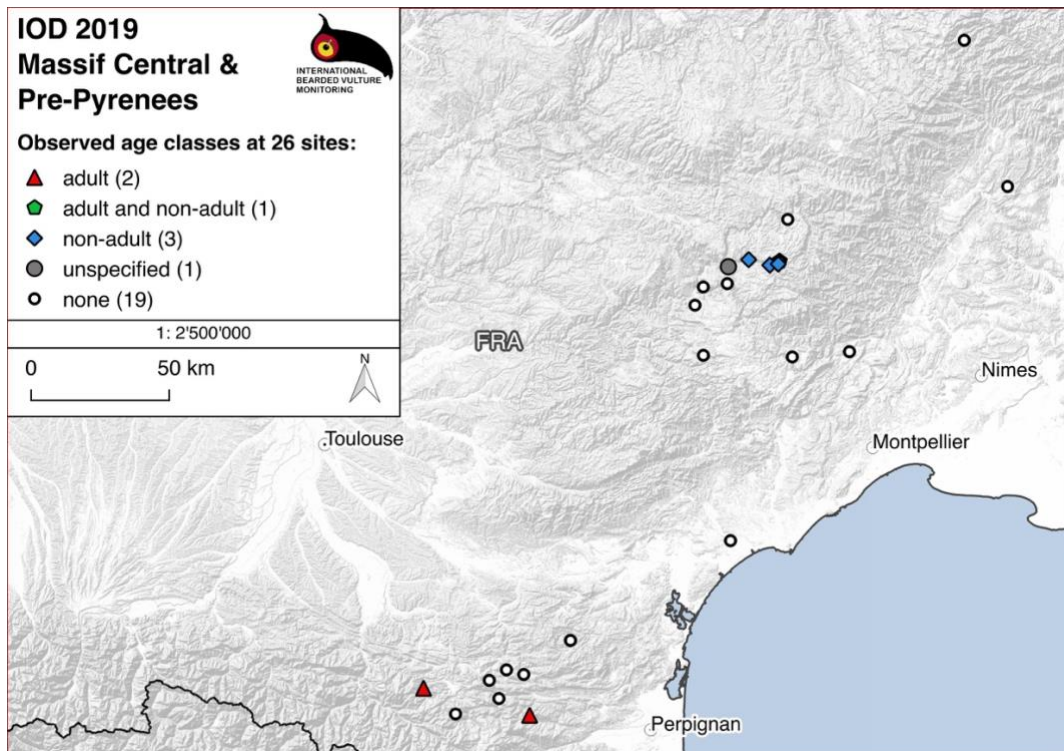 IOD 2019
Massif Central &
Pre-Pyrenees
INTERNATIONAL
BEARDED VULTURE
MONITORING
Observed age classes at 26 sites:
adult (2)
adult and non-adult (1)
non-adult (3)
unspecified (1)
none (19)
1: 2'500'000
0 50 km
N
FRA
Nimes
Toulouse
Montpellier
Perpignan